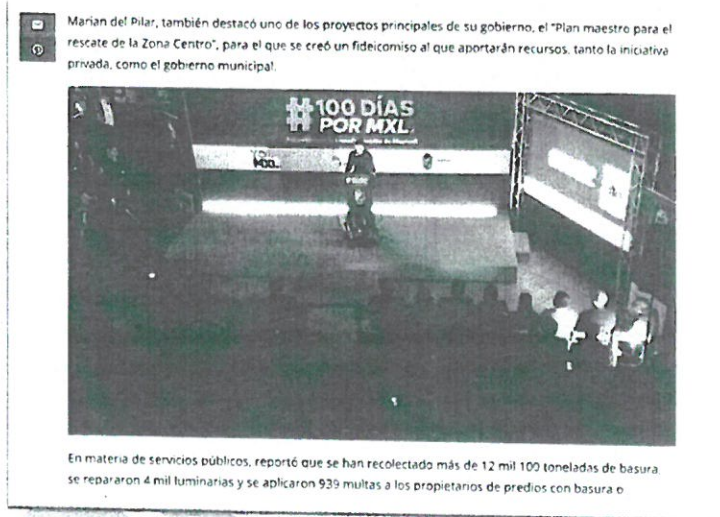 Marian del Pilar, también destacó uno de los proyectos principales de su gobierno, el "Plan maestro para el
rescate de la Zona Centro", para el que se creó un fideicomiso al que aportarán recursos, tanto la iniciativa
privada, como el gobierno municipal.
#100 DÍAS
POR MXL
En materia de servicios públicos, reportó que se han recolectado más de 12 mil 100 toneladas de basura,
se repararon 4 mil luminarias y se aplicaron 939 multas a los propietarios de predios con basura o